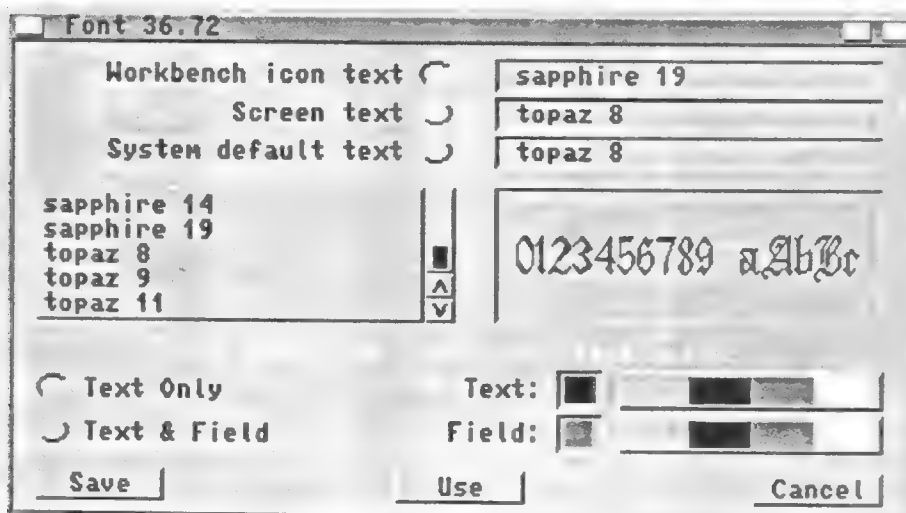 Font 36.72
Workbench icon text sapphire 19
Screen text topaz 8
System default text topaz 8
sapphire 14
sapphire 19
topaz 8
topaz 9
topaz 11
0123456789 aAbBc
Text Only
Text & Field
Text:
Field:
Save
Use
Cancel